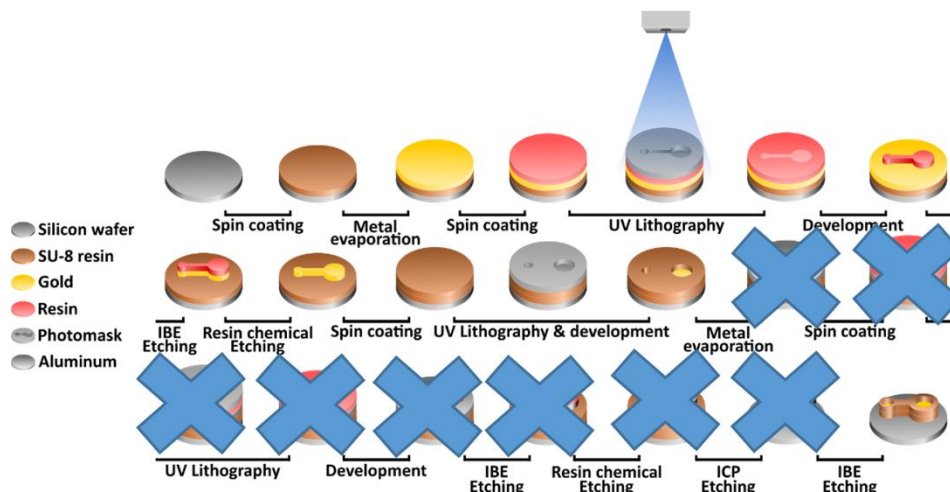 Spin coating
Metal
evaporation
Spin coating
UV Lithography
Development
Silicon wafer
SU-8 resin
Gold
Resin
Photomask
Aluminum
IBE
Etching
Resin chemical
Etching
Spin coating
UV Lithography & development
Metal
evaporation
Spin coating
UV Lithography
Development
IBE
Etching
Resin chemical
Etching
ICP
Etching
IBE
Etching